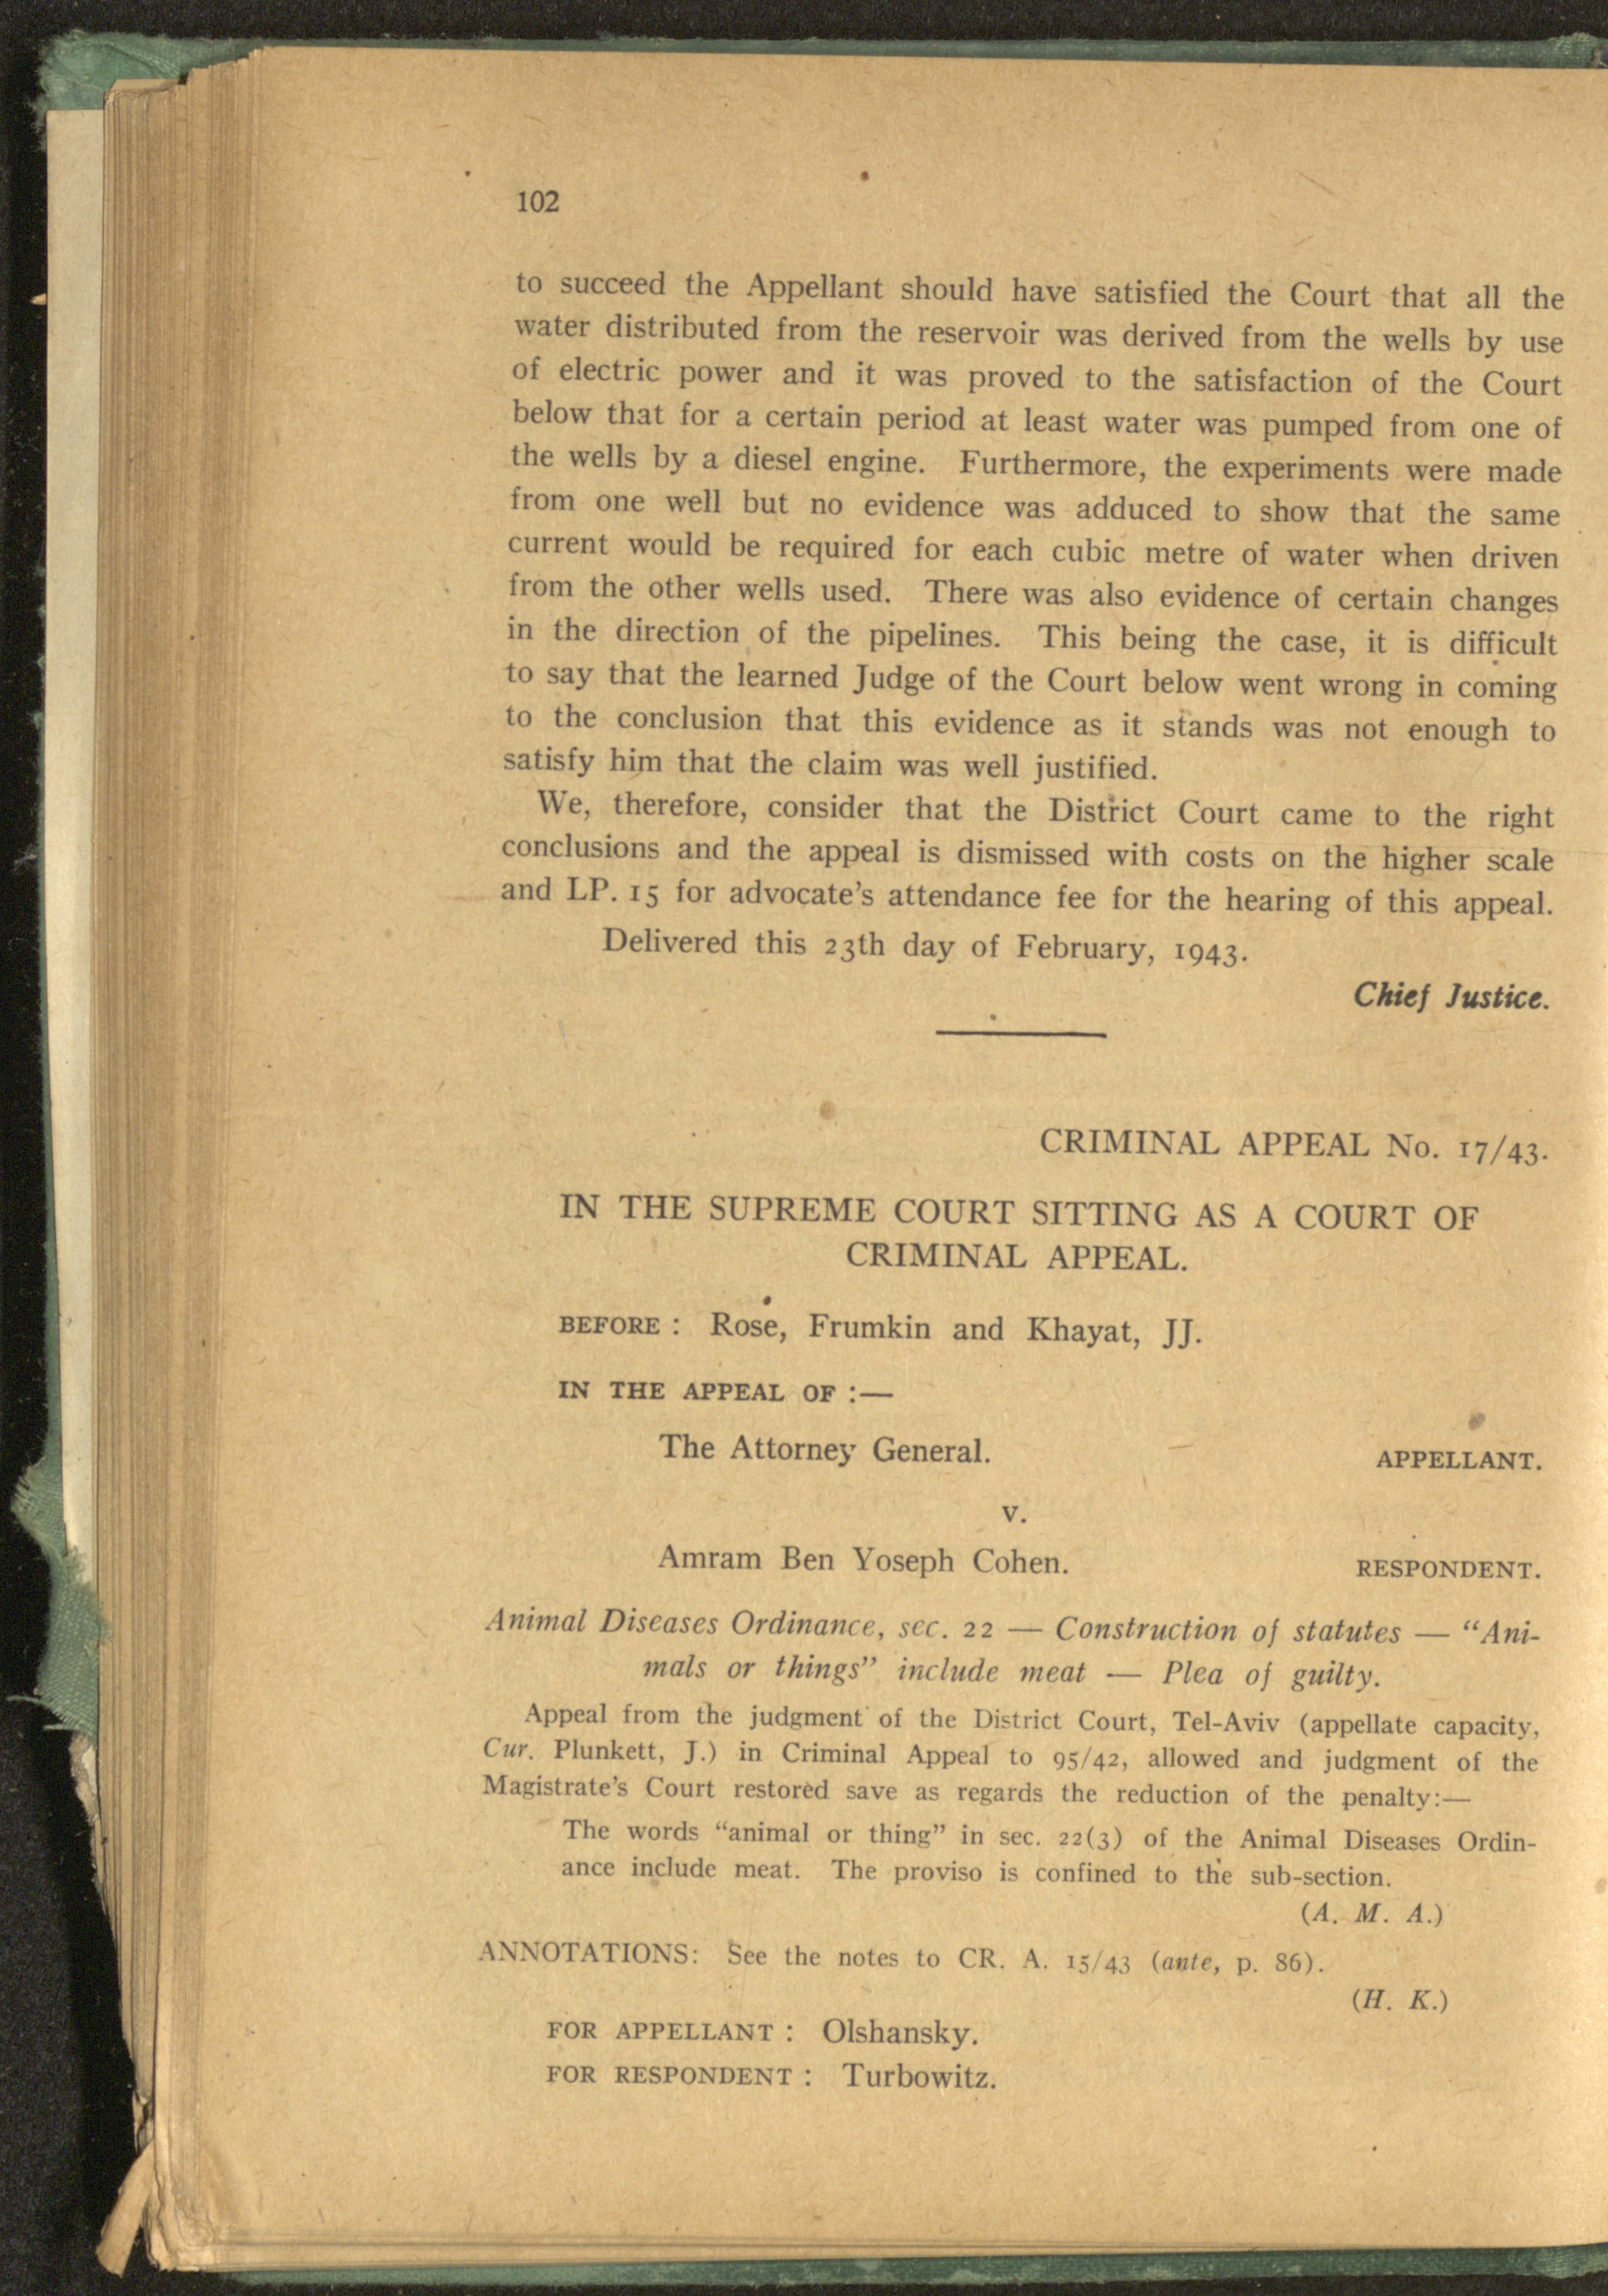 102
to succeed the Appellant should have satisfied the Court that all the
water distributed from the reservoir was derived from the wells by use
of electric power and it was proved to the satisfaction of the Court
below that for a certain period at least water was pumped from one of
the wells by a diesel engine. Furthermore, the experiments were made
from one well but no evidence was adduced to show that the same
current would be required for each cubic metre of water when driven
from the other wells used. There was also evidence of certain changes
in the direction of the pipelines. This being the case, it is difficult
to say that the learned Judge of the Court below went wrong in coming
to the conclusion that this evidence as it stands was not enough to
satisfy him that the claim was well justified.
We, therefore, consider that the District Court came to the right
conclusions and the appeal is dismissed with costs on the higher scale
and LP. 15 for advocate's attendance fee for the hearing of this appeal.
Delivered this 23th day of February, 1943.
Chief Justice.
CRIMINAL APPEAL No. 17/43.
IN THE SUPREME COURT SITTING AS A COURT OF
CRIMINAL APPEAL.
BEFORE : Rose, Frumkin and Khayat, JJ.
IN THE APPEAL OF :—
The Attorney General. APPELLANT.
v.
Amram Ben Yoseph Cohen. RESPONDENT.
Animal Diseases Ordinance, sec. 22 — Construction of statutes — “Ani-
mals or things” include meat — Plea of guilty.
Appeal from the judgment of the District Court, Tel-Aviv (appellate capacity,
Cur. Plunkett, J.) in Criminal Appeal to 95/42, allowed and judgment of the
Magistrate's Court restored save as regards the reduction of the penalty:—
The words “animal or thing” in sec. 22(3) of the Animal Diseases Ordin-
ance include meat. The proviso is confined to the sub-section.
(A. M. A.)
ANNOTATIONS: See the notes to CR. A. 15/43 (ante, p. 86).
(H. K.)
FOR APPELLANT : Olshansky.
FOR RESPONDENT : Turbowitz.